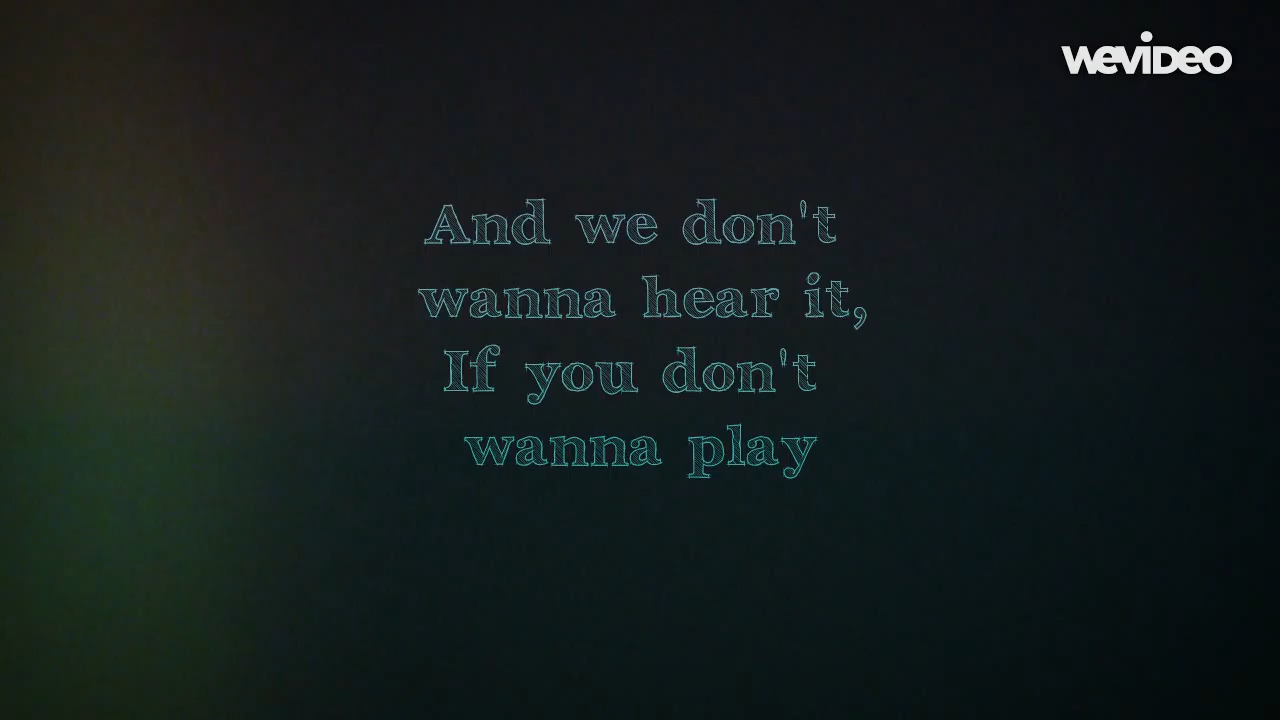 wevideo
And we don't
wanna hear it,
If you don't
wanna play